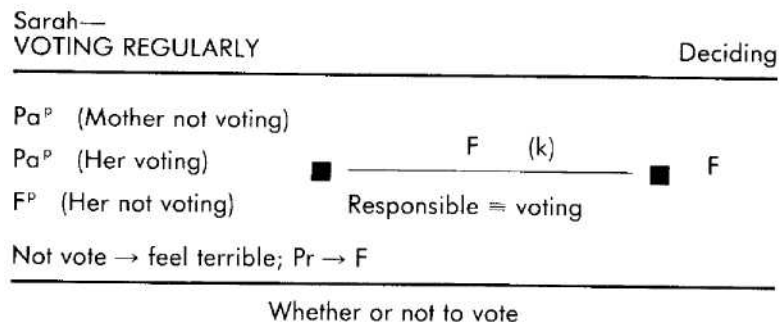 Sarah—
VOTING REGULARLY Deciding
Paᵖ (Mother not voting)
F (k)
Paᵖ (Her voting) ■ ■ F
Fᵖ (Her not voting) Responsible ≡ voting
Not vote → feel terrible; Pr → F
Whether or not to vote